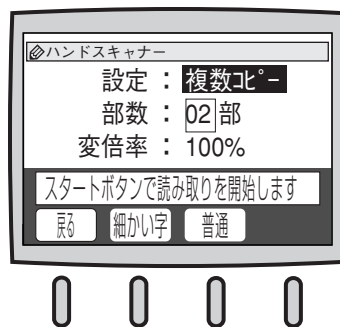 ハンドスキャナー
設定：複数コピー
部数：02部
変倍率：100%
スタートボタンで読み取りを開始します
戻る 細かい字 普通